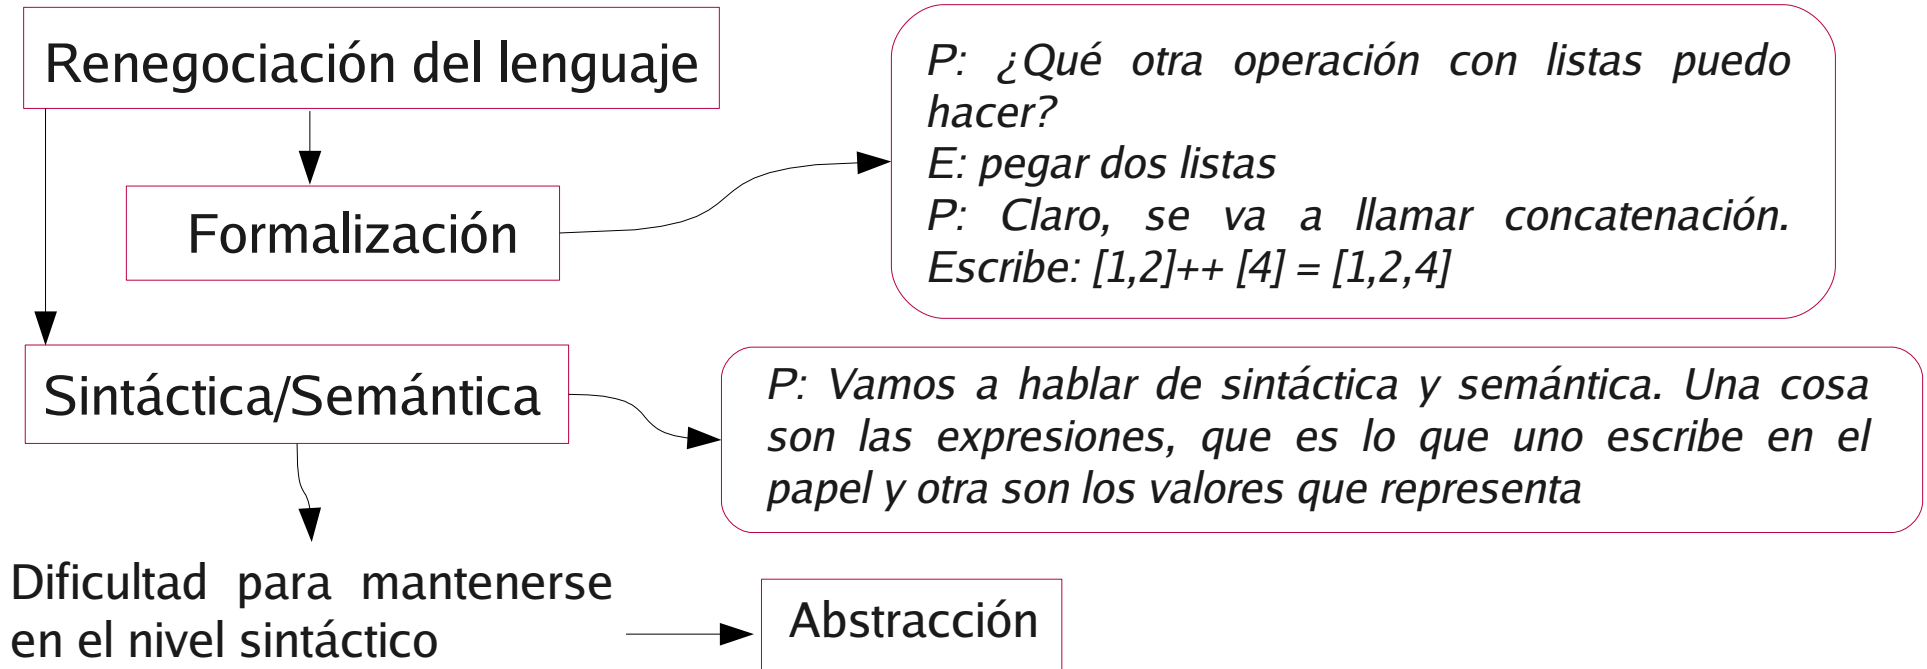 Renegociación del lenguaje
P: ¿Qué otra operación con listas puedo
hacer?
E: pegar dos listas
P: Claro, se va a llamar concatenación.
Escribe: [1,2]++ [4] = [1,2,4]
Formalización
Sintáctica/Semántica
P: Vamos a hablar de sintáctica y semántica. Una cosa
son las expresiones, que es lo que uno escribe en el
papel y otra son los valores que representa
Dificultad para mantenerse
en el nivel sintáctico
Abstracción